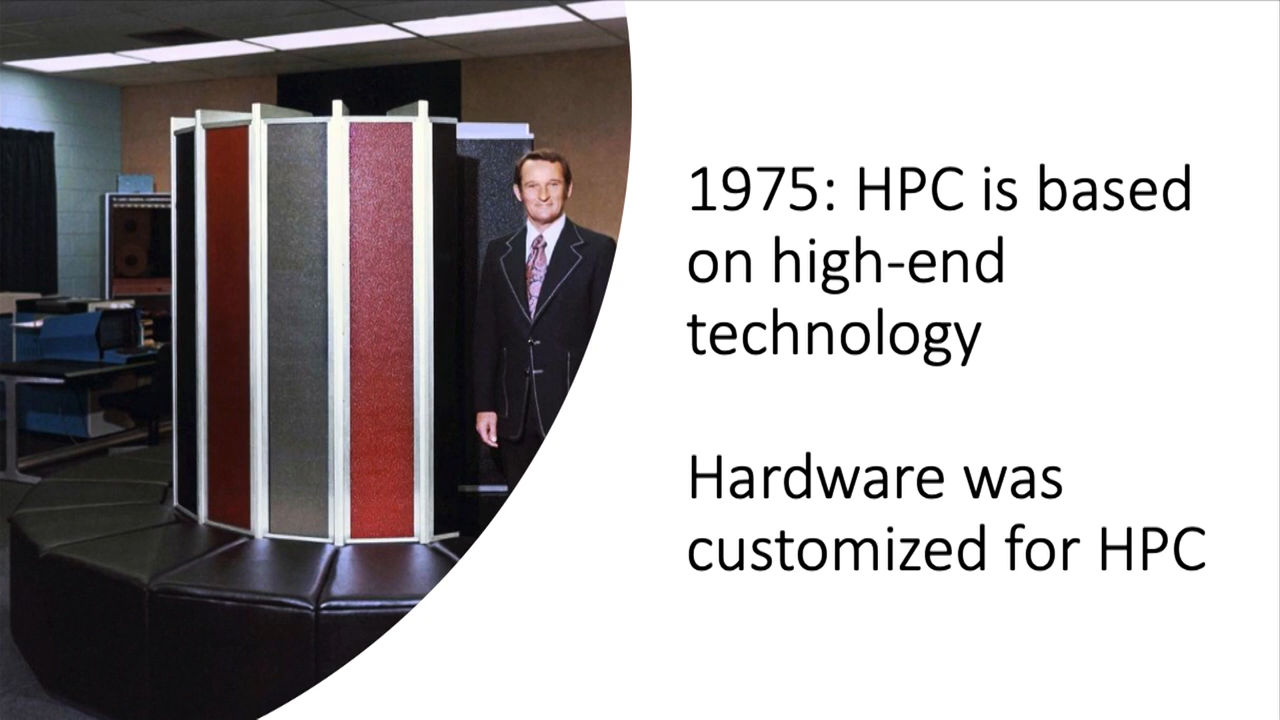 1975: HPC is based
on high-end
technology
Hardware was
customized for HPC